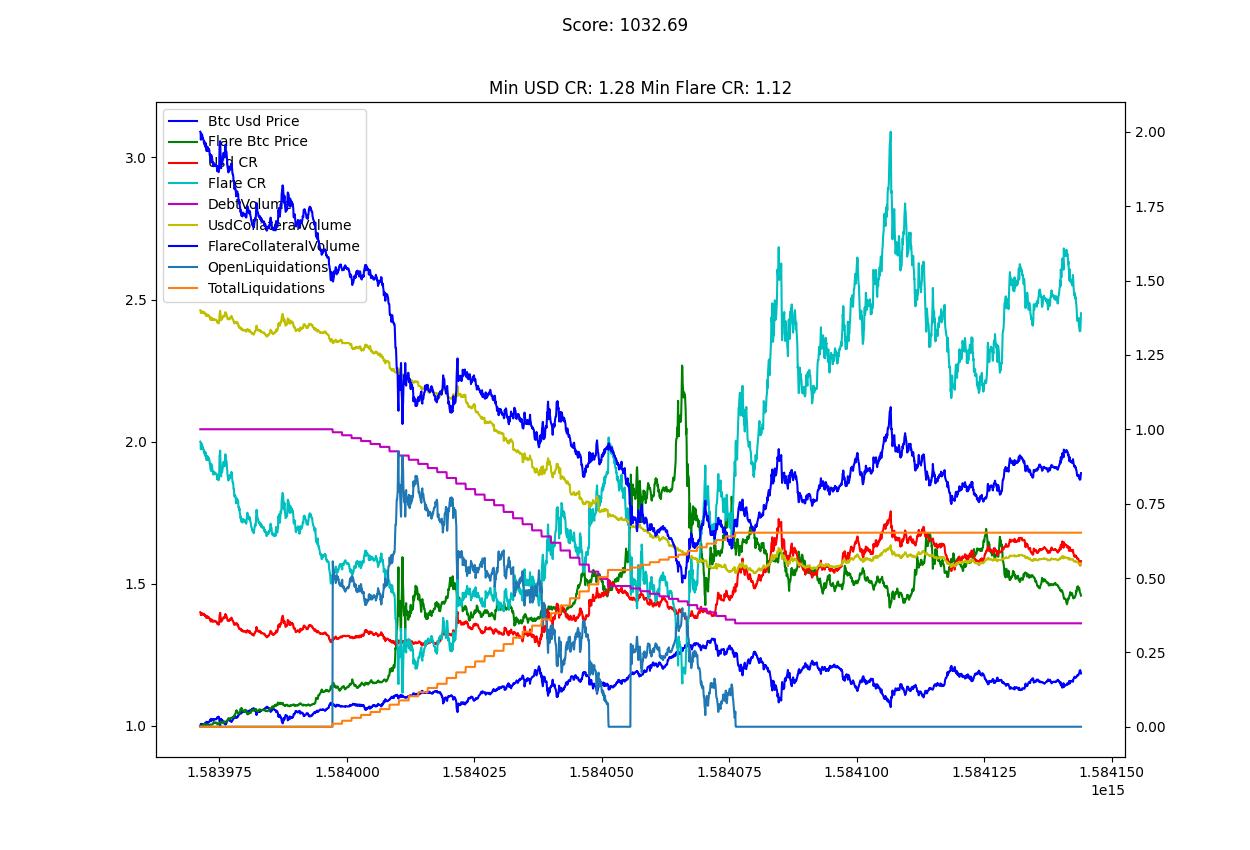 Score: 1032.69
Min USD CR: 1.28 Min Flare CR: 1.12
Btc Usd Price
Flare Btc Price
Usd CR
Flare CR
DebtVolume
UsdCollateralVolume
FlareCollateralVolume
OpenLiquidations
TotalLiquidations
3.0
2.5
2.0
1.5
1.0
2.00
1.75
1.50
1.25
1.00
0.75
0.50
0.25
0.00
1.583975
1.584000
1.584025
1.584050
1.584075
1.584100
1.584125
1.584150
1e15